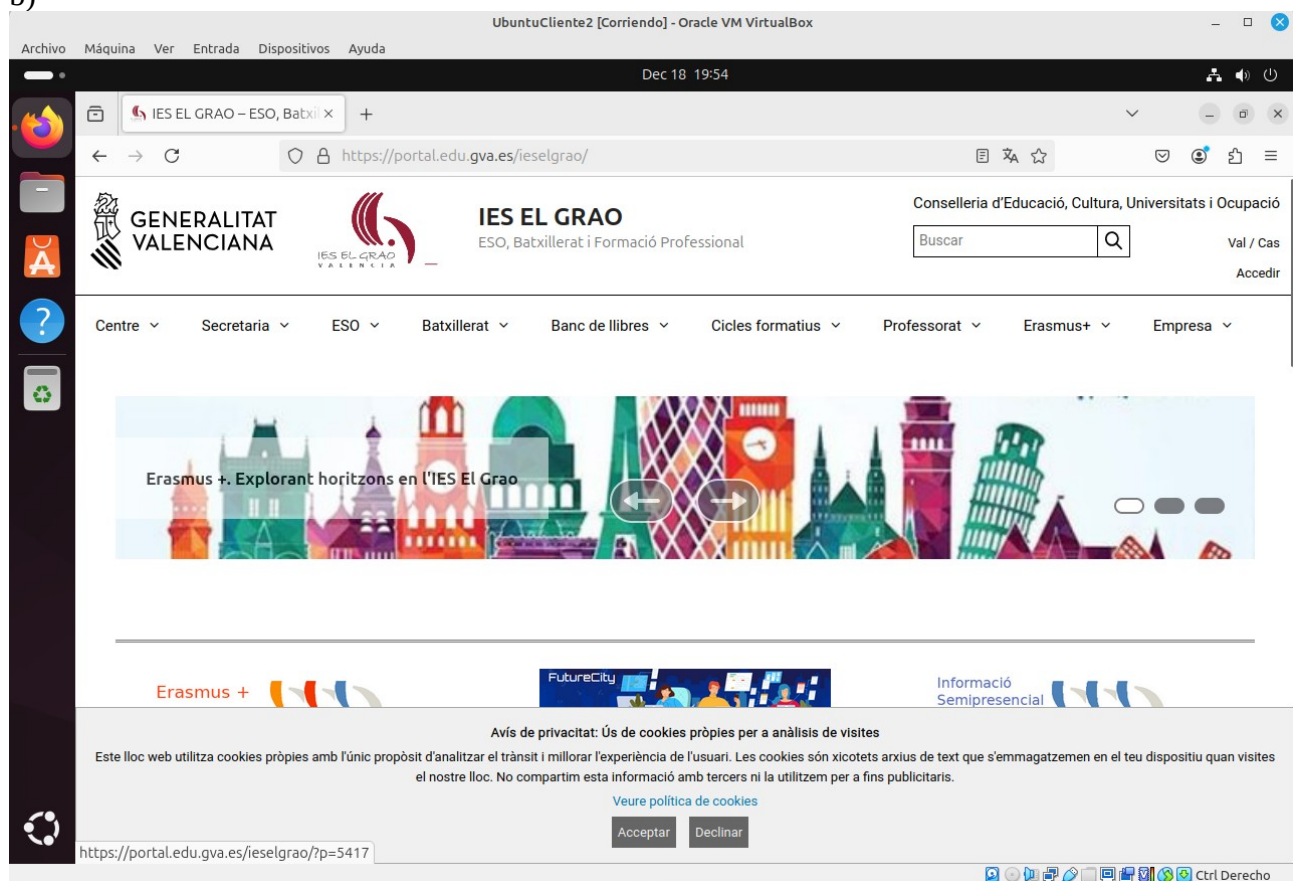 b)
UbuntuCliente2 [Corriendo] - Oracle VM VirtualBox
Archivo Máquina Ver Entrada Dispositivos Ayuda
Dec 18 19:54
IES EL GRAO – ESO, Batxil
https://portal.edu.gva.es/ieselgrao/
GENERALITAT
VALENCIANA
IES EL GRAO
VALENCIA
IES EL GRAO
ESO, Batxillerat i Formació Professional
Conselleria d'Educació, Cultura, Universitats i Ocupació
Buscar
Val / Cas
Accedir
Centre Secretaria ESO Batxillerat Banc de llibres Cicles formatius Professorat Erasmus+ Empresa
Erasmus +. Explorant horitzons en l'IES El Grao
Erasmus +
FutureCity
Informació
Semipresencial
Avís de privacitat: Ús de cookies pròpies per a anàlisis de visites
Este lloc web utilitza cookies pròpies amb l'únic propòsit d'analitzar el trànsit i millorar l'experiència de l'usuari. Les cookies són xicotets arxius de text que s'emmagatzemen en el teu dispositiu quan visites
el nostre lloc. No compartim esta informació amb tercers ni la utilitzem per a fins publicitaris.
Veure política de cookies
Acceptar Declinar
https://portal.edu.gva.es/ieselgrao/?p=5417
Ctrl Derecho